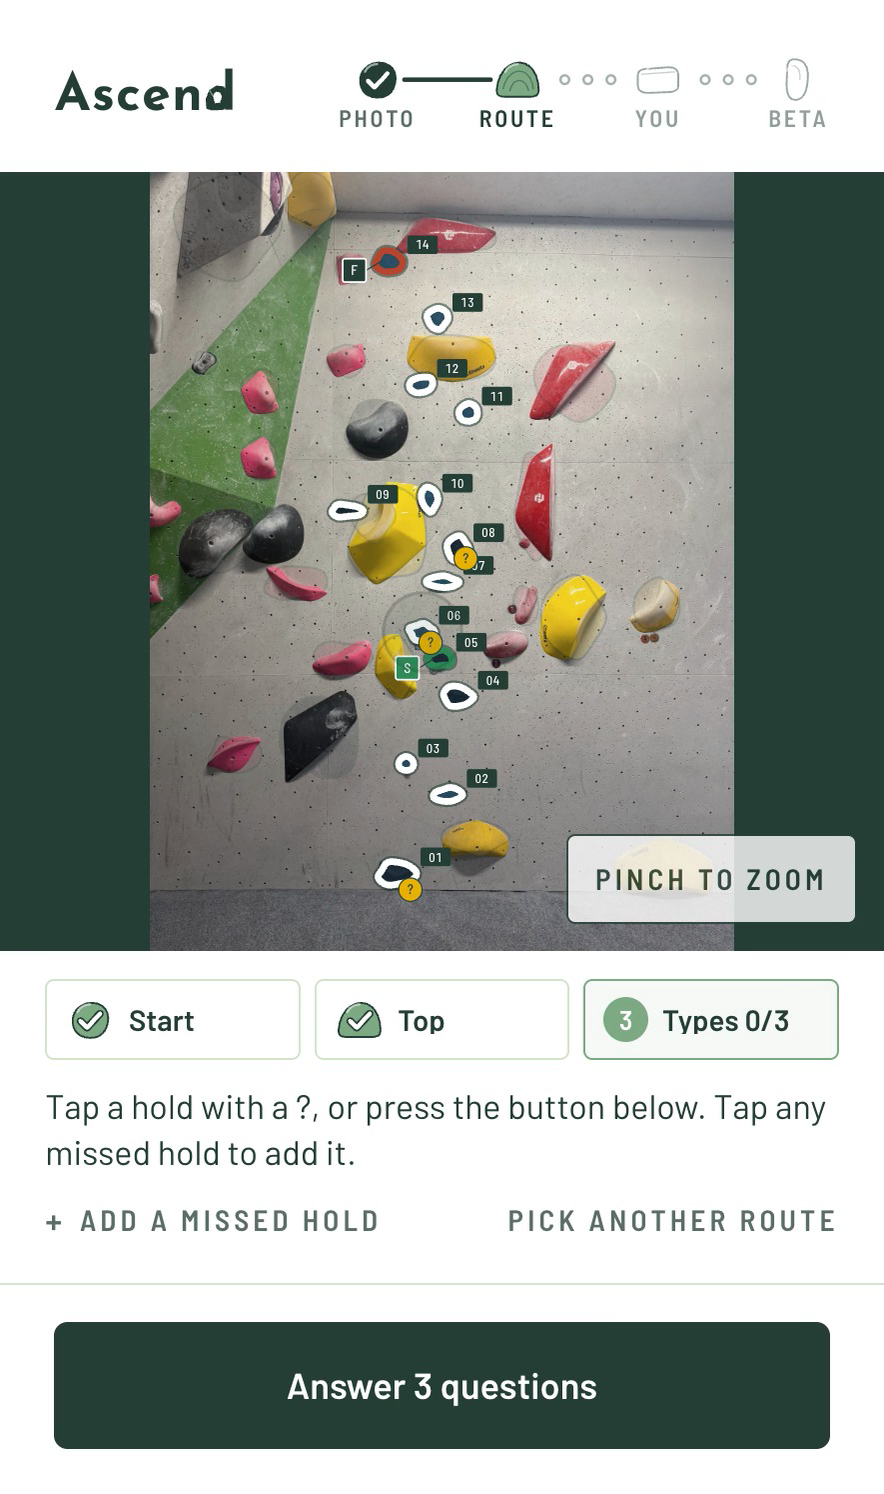 Ascend
PHOTO
ROUTE
YOU
BETA
14
F
13
12
11
10
09
08
?
07
06
?
05
S
04
03
02
01
?
PINCH TO ZOOM
Start
Top
3 Types 0/3
Tap a hold with a ?, or press the button below. Tap any
missed hold to add it.
+ ADD A MISSED HOLD
PICK ANOTHER ROUTE
Answer 3 questions